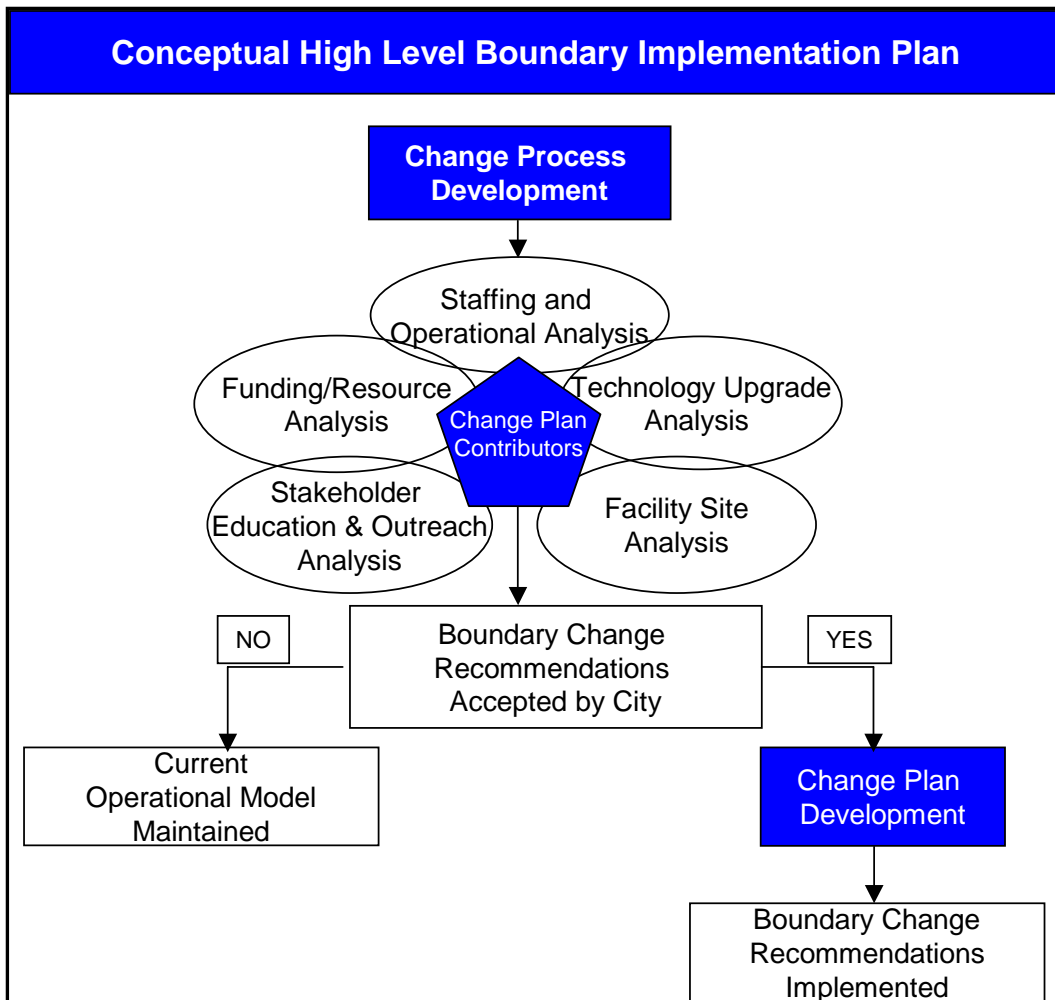 Conceptual High Level Boundary Implementation Plan
Change Process
Development
Staffing and
Operational Analysis
Funding/Resource
Analysis
Technology Upgrade
Analysis
Change Plan
Contributors
Stakeholder
Education & Outreach
Analysis
Facility Site
Analysis
NO
Boundary Change
Recommendations
Accepted by City
YES
Current
Operational Model
Maintained
Change Plan
Development
Boundary Change
Recommendations
Implemented